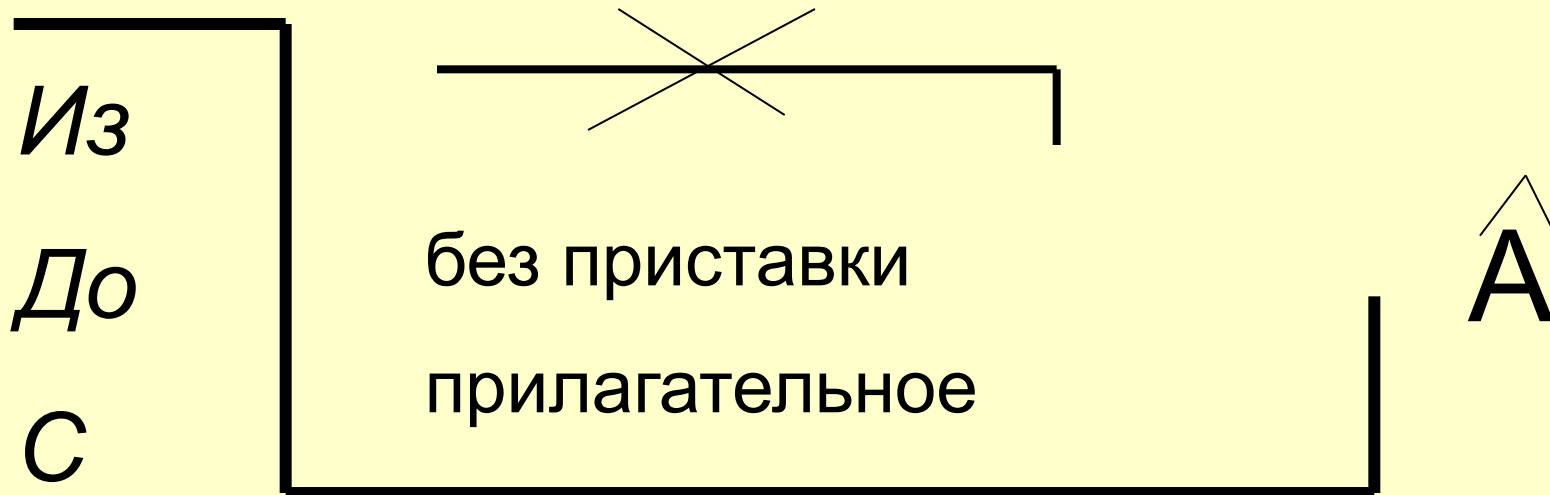 Из
До
С
без приставки
прилагательное
А